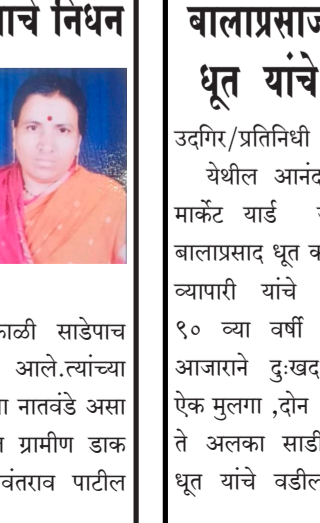 चे निधन
काळी साडेपाच
आले.त्यांच्या
नातवंडे असा
ग्रामीण डाक
वंतराव पाटील
बालाप्रसाद
धूत यांचे
उदगिर/प्रतिनिधी
येथील आनंद
मार्केट यार्ड
बालाप्रसाद धूत
व्यापारी यांचे
९० व्या वर्षी
आजाराने दुःखद
ऐक मुलगा ,दोन
ते अलका साडी
धूत यांचे वडील